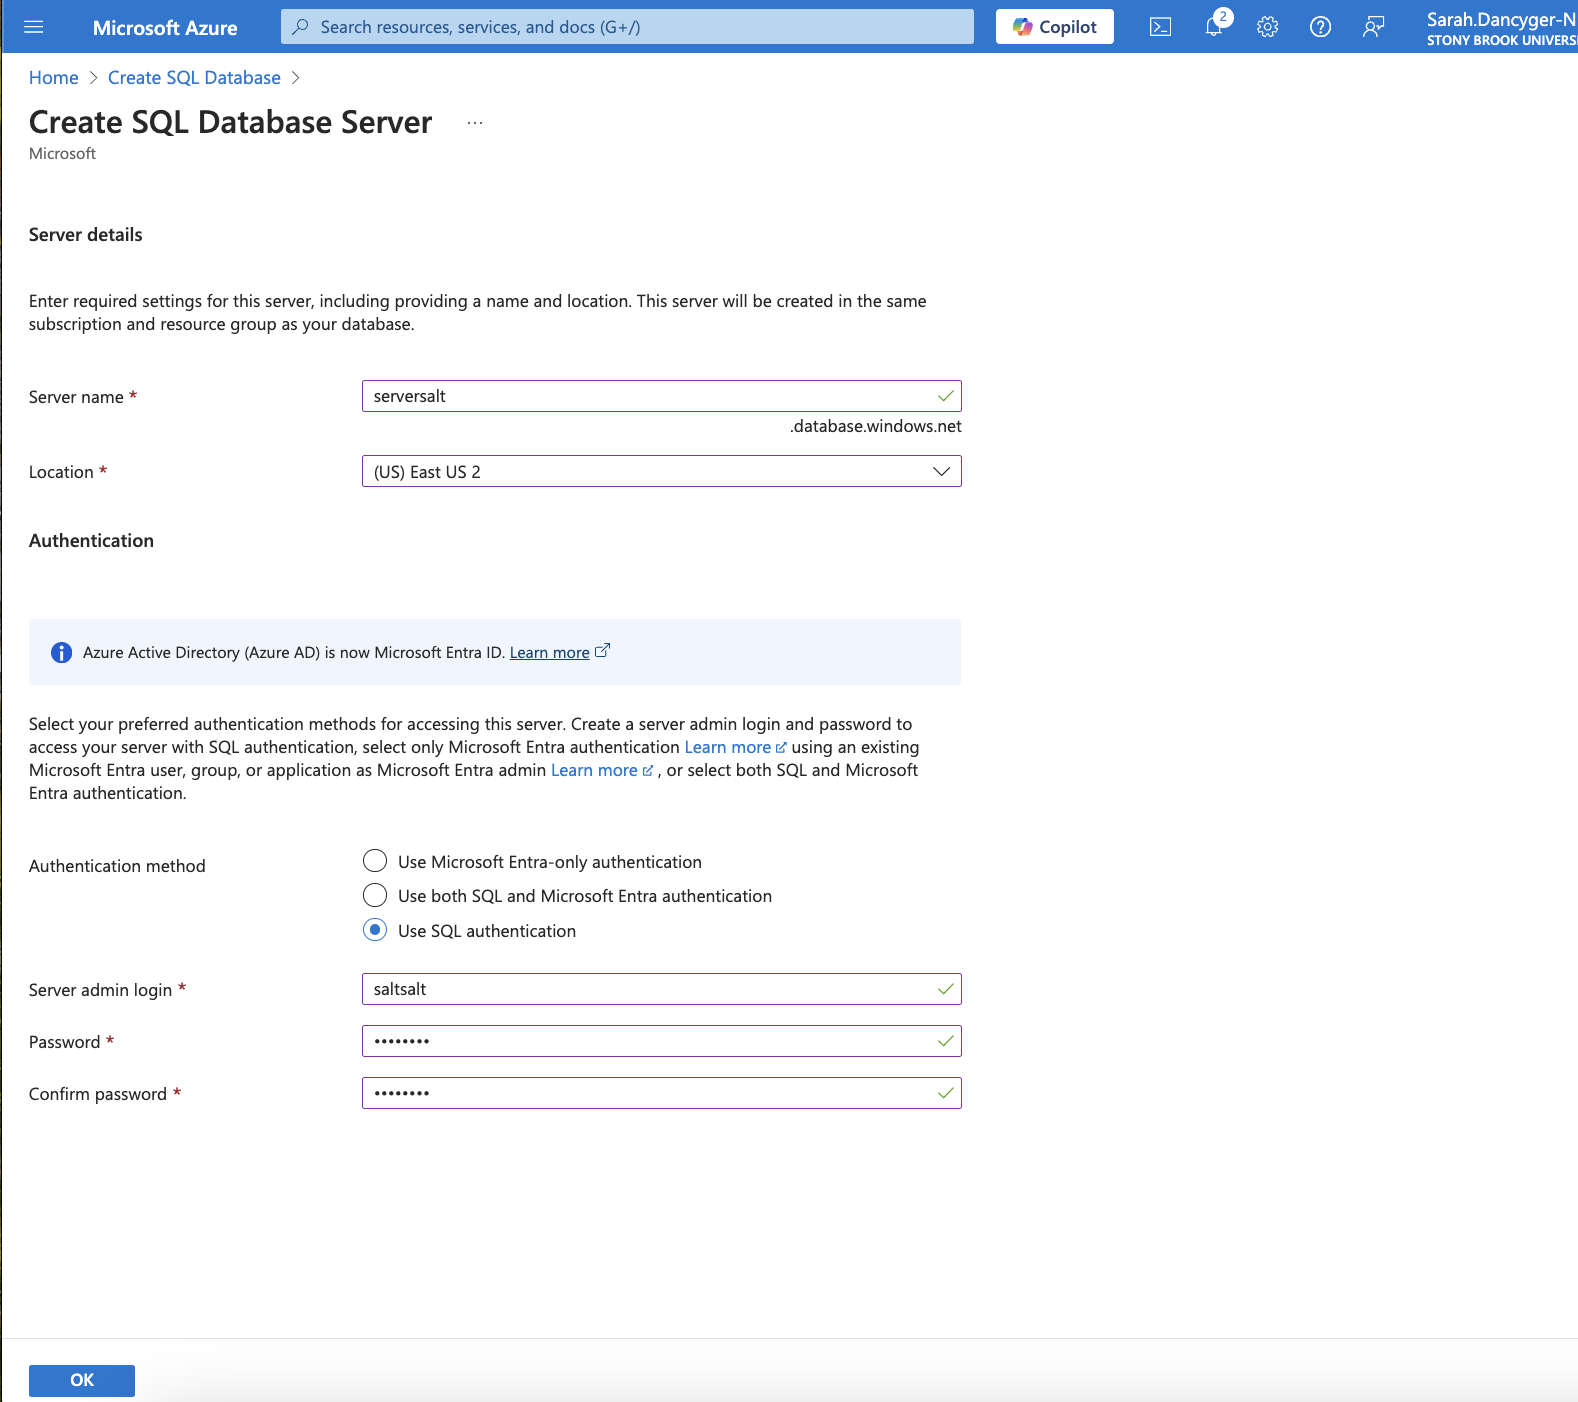 Microsoft Azure
Search resources, services, and docs (G+/)
Copilot
2
Sarah.Dancyger-N
STONY BROOK UNIVERS
Home > Create SQL Database >
Create SQL Database Server ...
Microsoft
Server details
Enter required settings for this server, including providing a name and location. This server will be created in the same
subscription and resource group as your database.
Server name *
serversalt
.database.windows.net
Location *
(US) East US 2
Authentication
Azure Active Directory (Azure AD) is now Microsoft Entra ID. Learn more
Select your preferred authentication methods for accessing this server. Create a server admin login and password to
access your server with SQL authentication, select only Microsoft Entra authentication Learn more using an existing
Microsoft Entra user, group, or application as Microsoft Entra admin Learn more , or select both SQL and Microsoft
Entra authentication.
Authentication method
Use Microsoft Entra-only authentication
Use both SQL and Microsoft Entra authentication
Use SQL authentication
Server admin login *
saltsalt
Password *
••••••••
Confirm password *
••••••••
OK